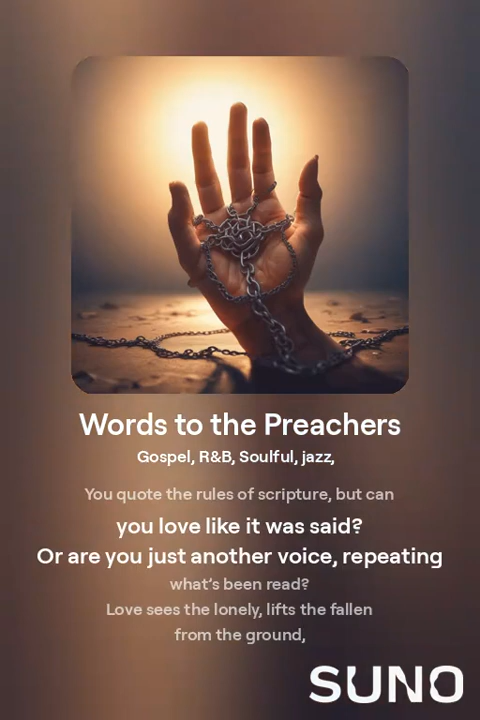 Words to the Preachers
Gospel, R&B, Soulful, jazz,
You quote the rules of scripture, but can
you love like it was said?
Or are you just another voice, repeating
what's been read?
Love sees the lonely, lifts the fallen
from the ground,
SUNO